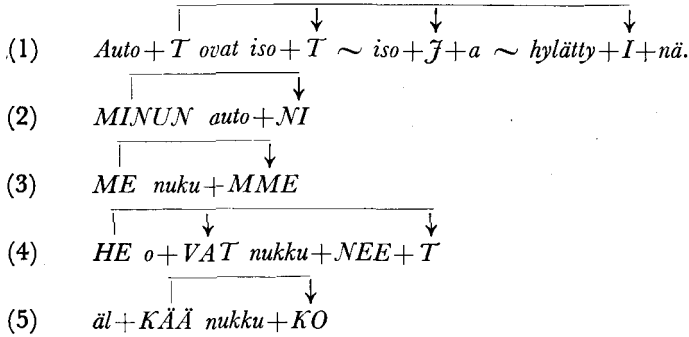 (1) Auto+T ovat iso+T ~ iso+J+a ~ hylätty+I+nä.
(2) MINUN auto+NI
(3) ME nuku+MME
(4) HE o+VAT nukku+NEE+T
(5) äl+KÄÄ nukku+KO